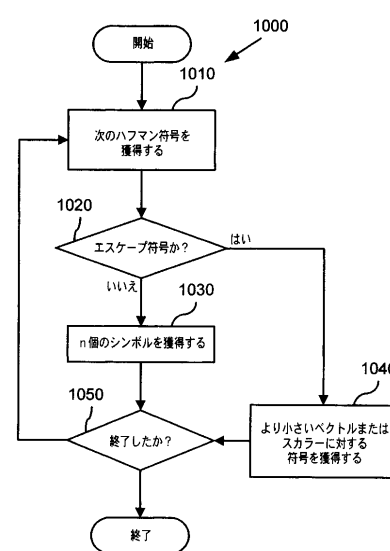 開始
1000
1010
次のハフマン符号を
獲得する
1020
エスケープ符号か?
はい
いいえ
1030
n個のシンボルを獲得する
1040
より小さいベクトルまたは
スカラーに対する
符号を獲得する
1050
終了したか?
終了